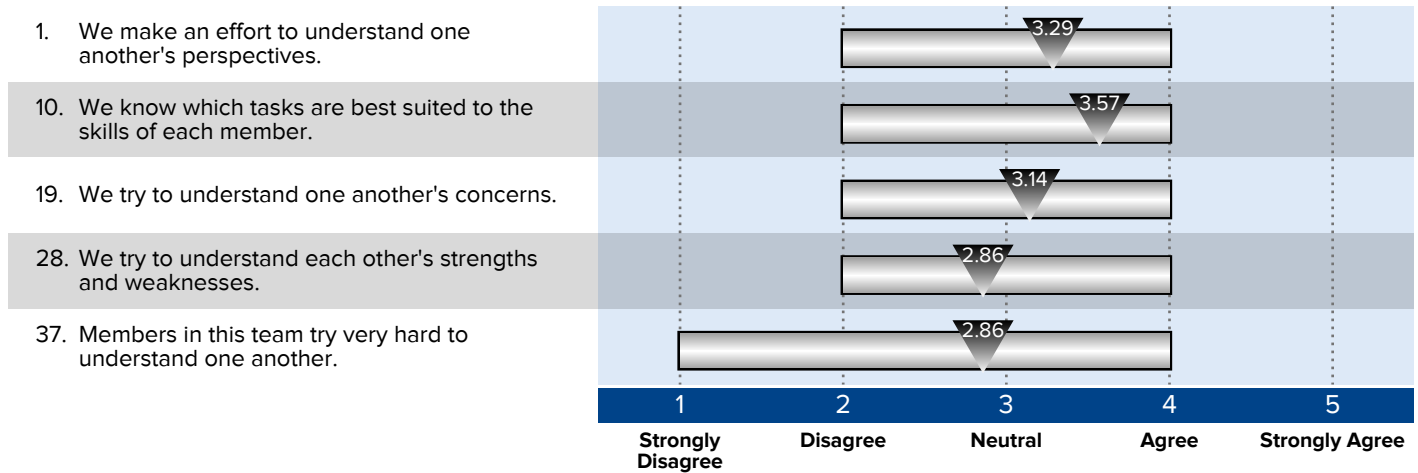 1. We make an effort to understand one
another's perspectives.
3.29
10. We know which tasks are best suited to the
skills of each member.
3.57
19. We try to understand one another's concerns.
3.14
28. We try to understand each other's strengths
and weaknesses.
2.86
37. Members in this team try very hard to
understand one another.
2.86
1 2 3 4 5
Strongly Disagree Neutral Agree Strongly Agree
Disagree